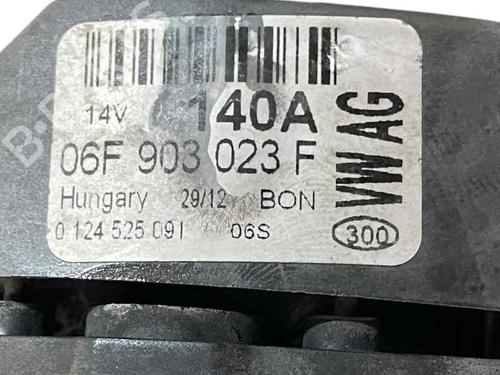 14V 140A
06F 903 023 F
Hungary 29/12 BON
0 124 525 091 06S
VW AG
300